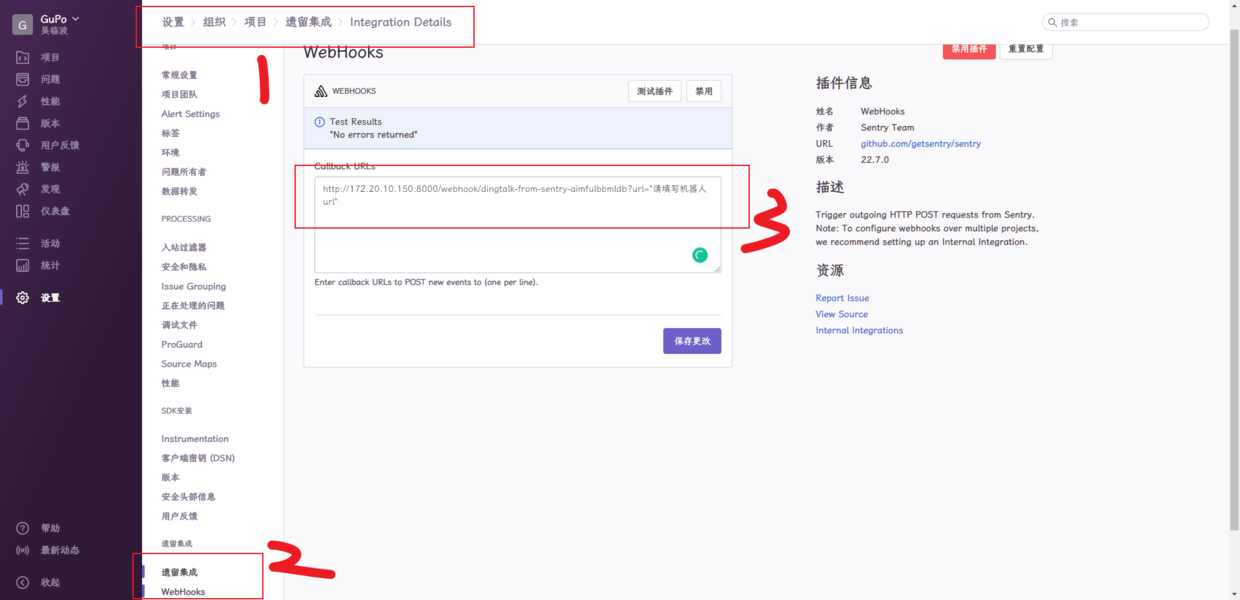 G
GuPo
吴临波
项目
问题
性能
版本
用户反馈
警报
发现
仪表盘
活动
统计
设置
帮助
最新动态
收起
设置 > 组织 > 项目 > 遗留集成 > Integration Details
搜索
项目
常规设置
项目团队
Alert Settings
标签
环境
问题所有者
数据转发
PROCESSING
入站过滤器
安全和隐私
Issue Grouping
正在处理的问题
调试文件
ProGuard
Source Maps
性能
SDK安装
Instrumentation
客户端密钥 (DSN)
版本
安全头部信息
用户反馈
遗留集成
遗留集成
WebHooks
1
2
3
WebHooks
禁用插件
重置配置
WEBHOOKS
测试插件
禁用
Test Results
"No errors returned"
Callback URLs
http://172.20.10.150:8000/webhook/dingtalk-from-sentry-aimfulbbmldb?url="请填写机器人
url"
Enter callback URLs to POST new events to (one per line).
保存更改
插件信息
姓名 WebHooks
作者 Sentry Team
URL github.com/getsentry/sentry
版本 22.7.0
描述
Trigger outgoing HTTP POST requests from Sentry.
Note: To configure webhooks over multiple projects,
we recommend setting up an Internal Integration.
资源
Report Issue
View Source
Internal Integrations